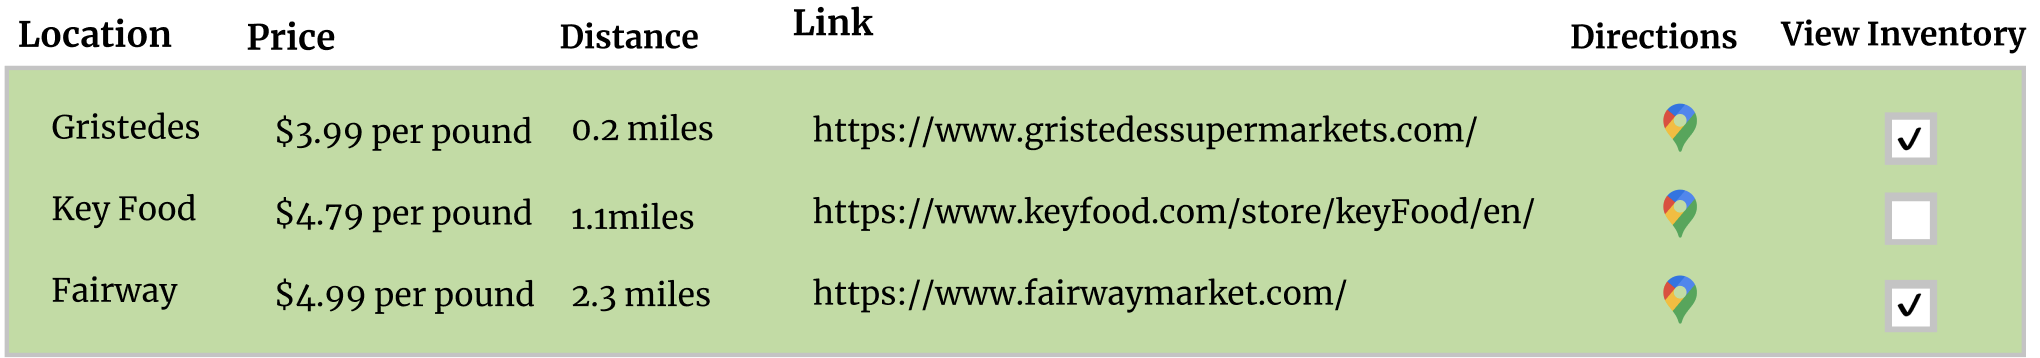 Location Price Distance Link Directions View Inventory
Gristedes $3.99 per pound 0.2 miles https://www.gristedessupermarkets.com/
Key Food $4.79 per pound 1.1miles https://www.keyfood.com/store/keyFood/en/
Fairway $4.99 per pound 2.3 miles https://www.fairwaymarket.com/